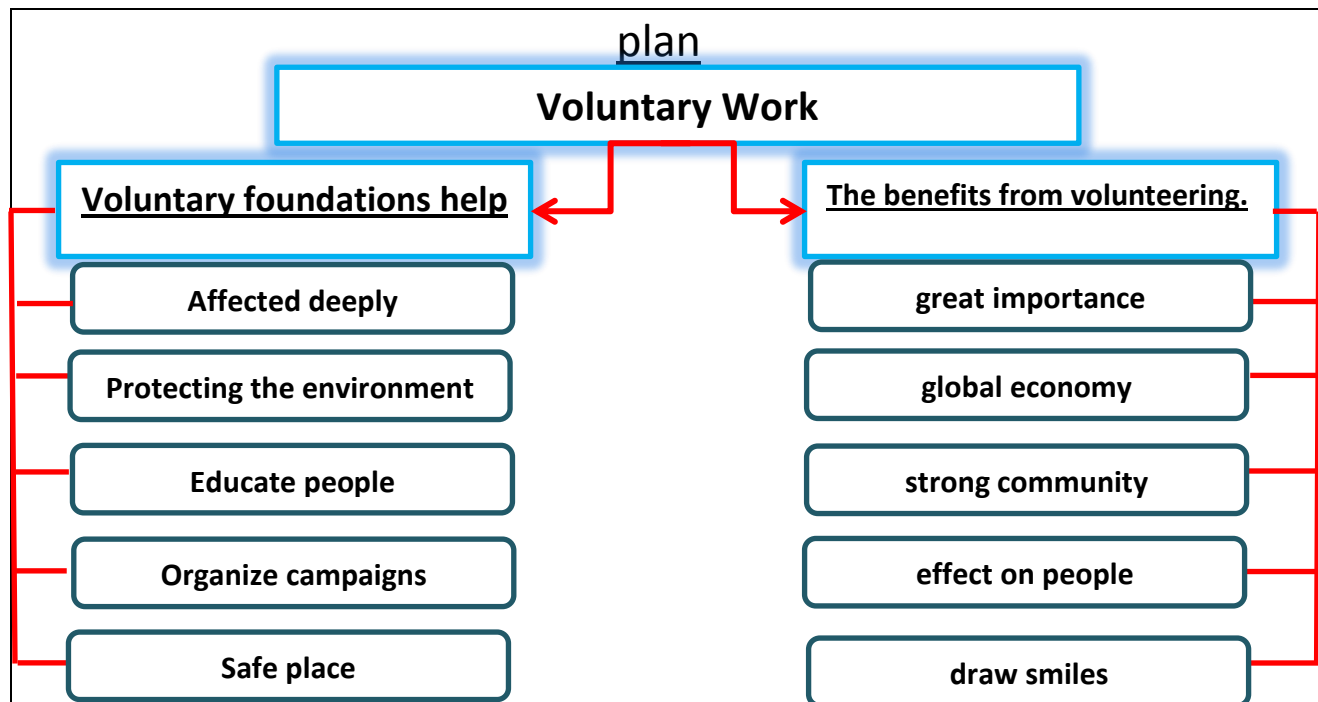 plan
Voluntary Work
Voluntary foundations help
Affected deeply
Protecting the environment
Educate people
Organize campaigns
Safe place
The benefits from volunteering.
great importance
global economy
strong community
effect on people
draw smiles